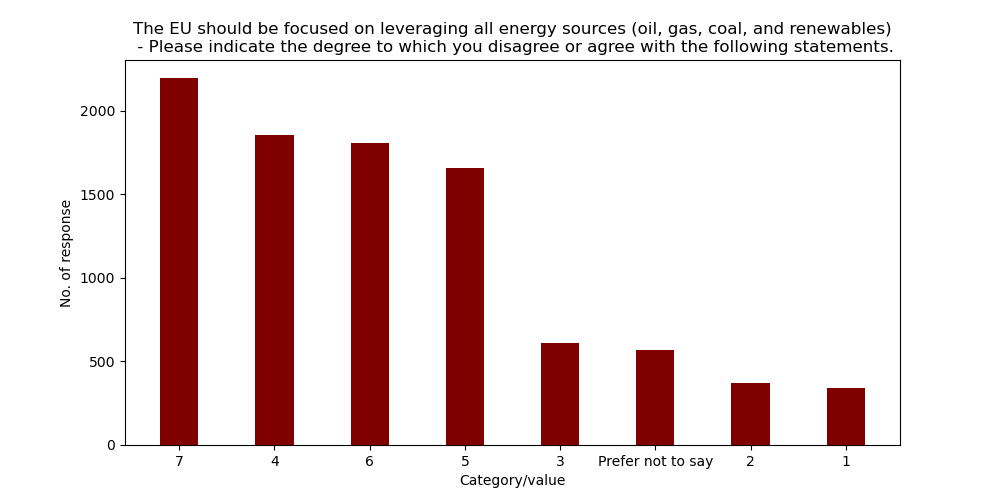 The EU should be focused on leveraging all energy sources (oil, gas, coal, and renewables)
- Please indicate the degree to which you disagree or agree with the following statements.
2000
1500
1000
500
0
No. of response
7 4 6 5 3 Prefer not to say 2 1
Category/value